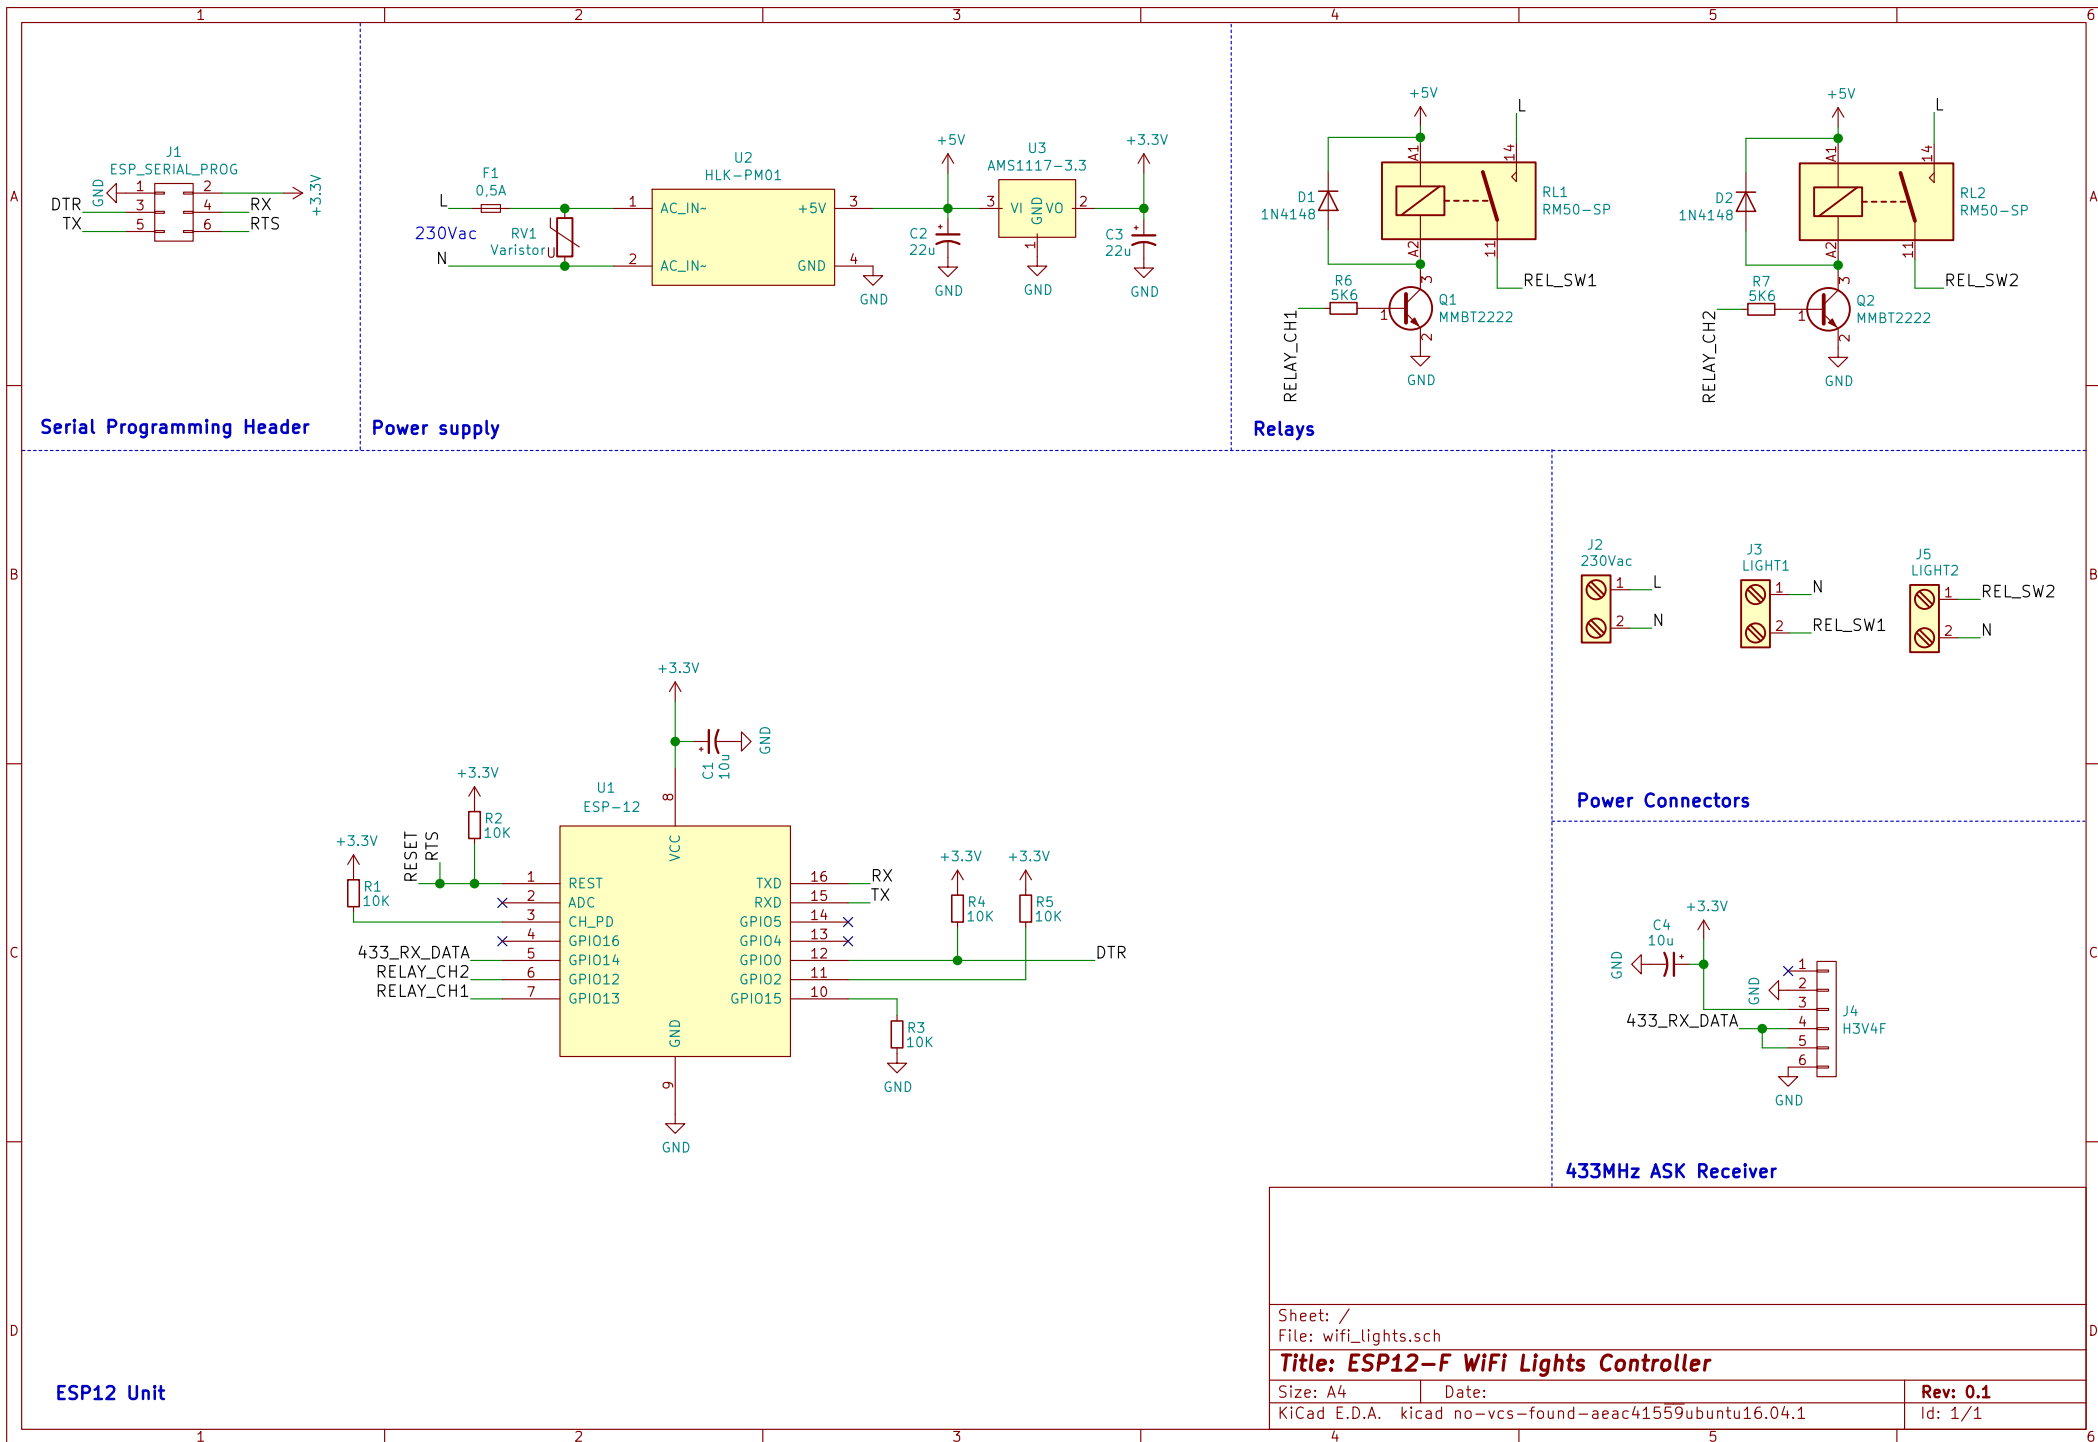 1 2 3 4 5 6
A
B
C
D
J1
ESP_SERIAL_PROG
GND
1 2
+3.3V
DTR
3 4
RX
TX
5 6
RTS
Serial Programming Header
F1
0,5A
L
230Vac
N
RV1
Varistor
U
U2
HLK-PM01
1 AC_IN~
+5V 3
2 AC_IN~
GND 4
GND
+5V
C2
22u
GND
U3
AMS1117-3.3
3 VI
GND
VO 2
1
GND
+3.3V
C3
22u
GND
Power supply
+5V
L
A1
14
D1
1N4148
RL1
RM50-SP
A2
11
REL_SW1
R6
5K6
3
1
Q1
MMBT2222
2
RELAY_CH1
GND
+5V
L
A1
14
D2
1N4148
RL2
RM50-SP
A2
11
REL_SW2
R7
5K6
3
1
Q2
MMBT2222
2
RELAY_CH2
GND
Relays
J2
230Vac
1 L
2 N
J3
LIGHT1
1 N
2 REL_SW1
J5
LIGHT2
1 REL_SW2
2 N
Power Connectors
+3.3V
C1
10u
GND
U1
ESP-12
8
VCC
+3.3V
R2
10K
+3.3V
R1
10K
RESET
RTS
1 REST
2 ADC
3 CH_PD
4 GPIO16
433_RX_DATA 5 GPIO14
RELAY_CH2 6 GPIO12
RELAY_CH1 7 GPIO13
TXD 16 RX
RXD 15 TX
GPIO5 14
GPIO4 13
GPIO0 12
DTR
GPIO2 11
GPIO15 10
+3.3V
R4
10K
+3.3V
R5
10K
R3
10K
GND
GND
9
GND
ESP12 Unit
+3.3V
C4
10u
GND
GND
1
2
3
433_RX_DATA
4
5
6
J4
H3V4F
GND
433MHz ASK Receiver
Sheet: /
File: wifi_lights.sch
Title: ESP12-F WiFi Lights Controller
Size: A4 Date: Rev: 0.1
KiCad E.D.A. kicad no-vcs-found-aeac41559ubuntu16.04.1 Id: 1/1
A
B
C
D
1 2 3 4 5 6